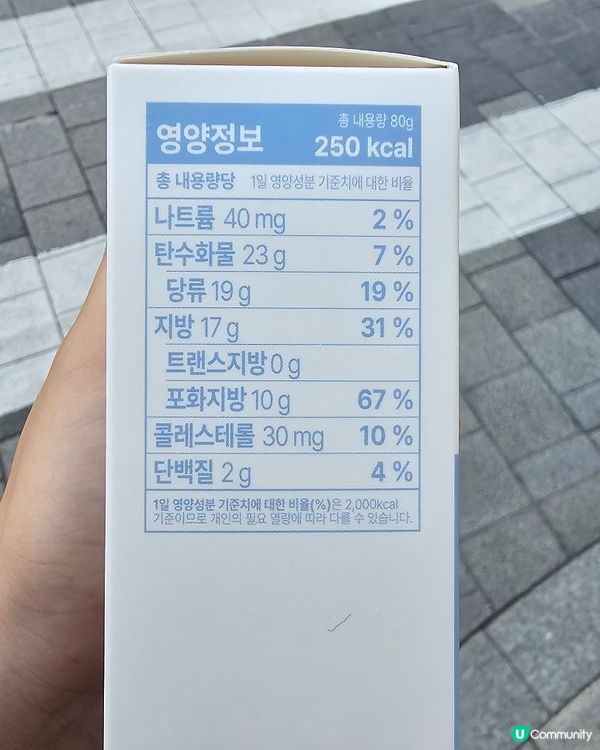 총 내용량 80g
영양정보 250 kcal
총 내용량당 1일 영양성분 기준치에 대한 비율
나트륨 40 mg 2 %
탄수화물 23 g 7 %
당류 19 g 19 %
지방 17 g 31 %
트랜스지방 0 g
포화지방 10 g 67 %
콜레스테롤 30 mg 10 %
단백질 2 g 4 %
1일 영양성분 기준치에 대한 비율(%)은 2,000kcal
기준이므로 개인의 필요 열량에 따라 다를 수 있습니다.
U Community